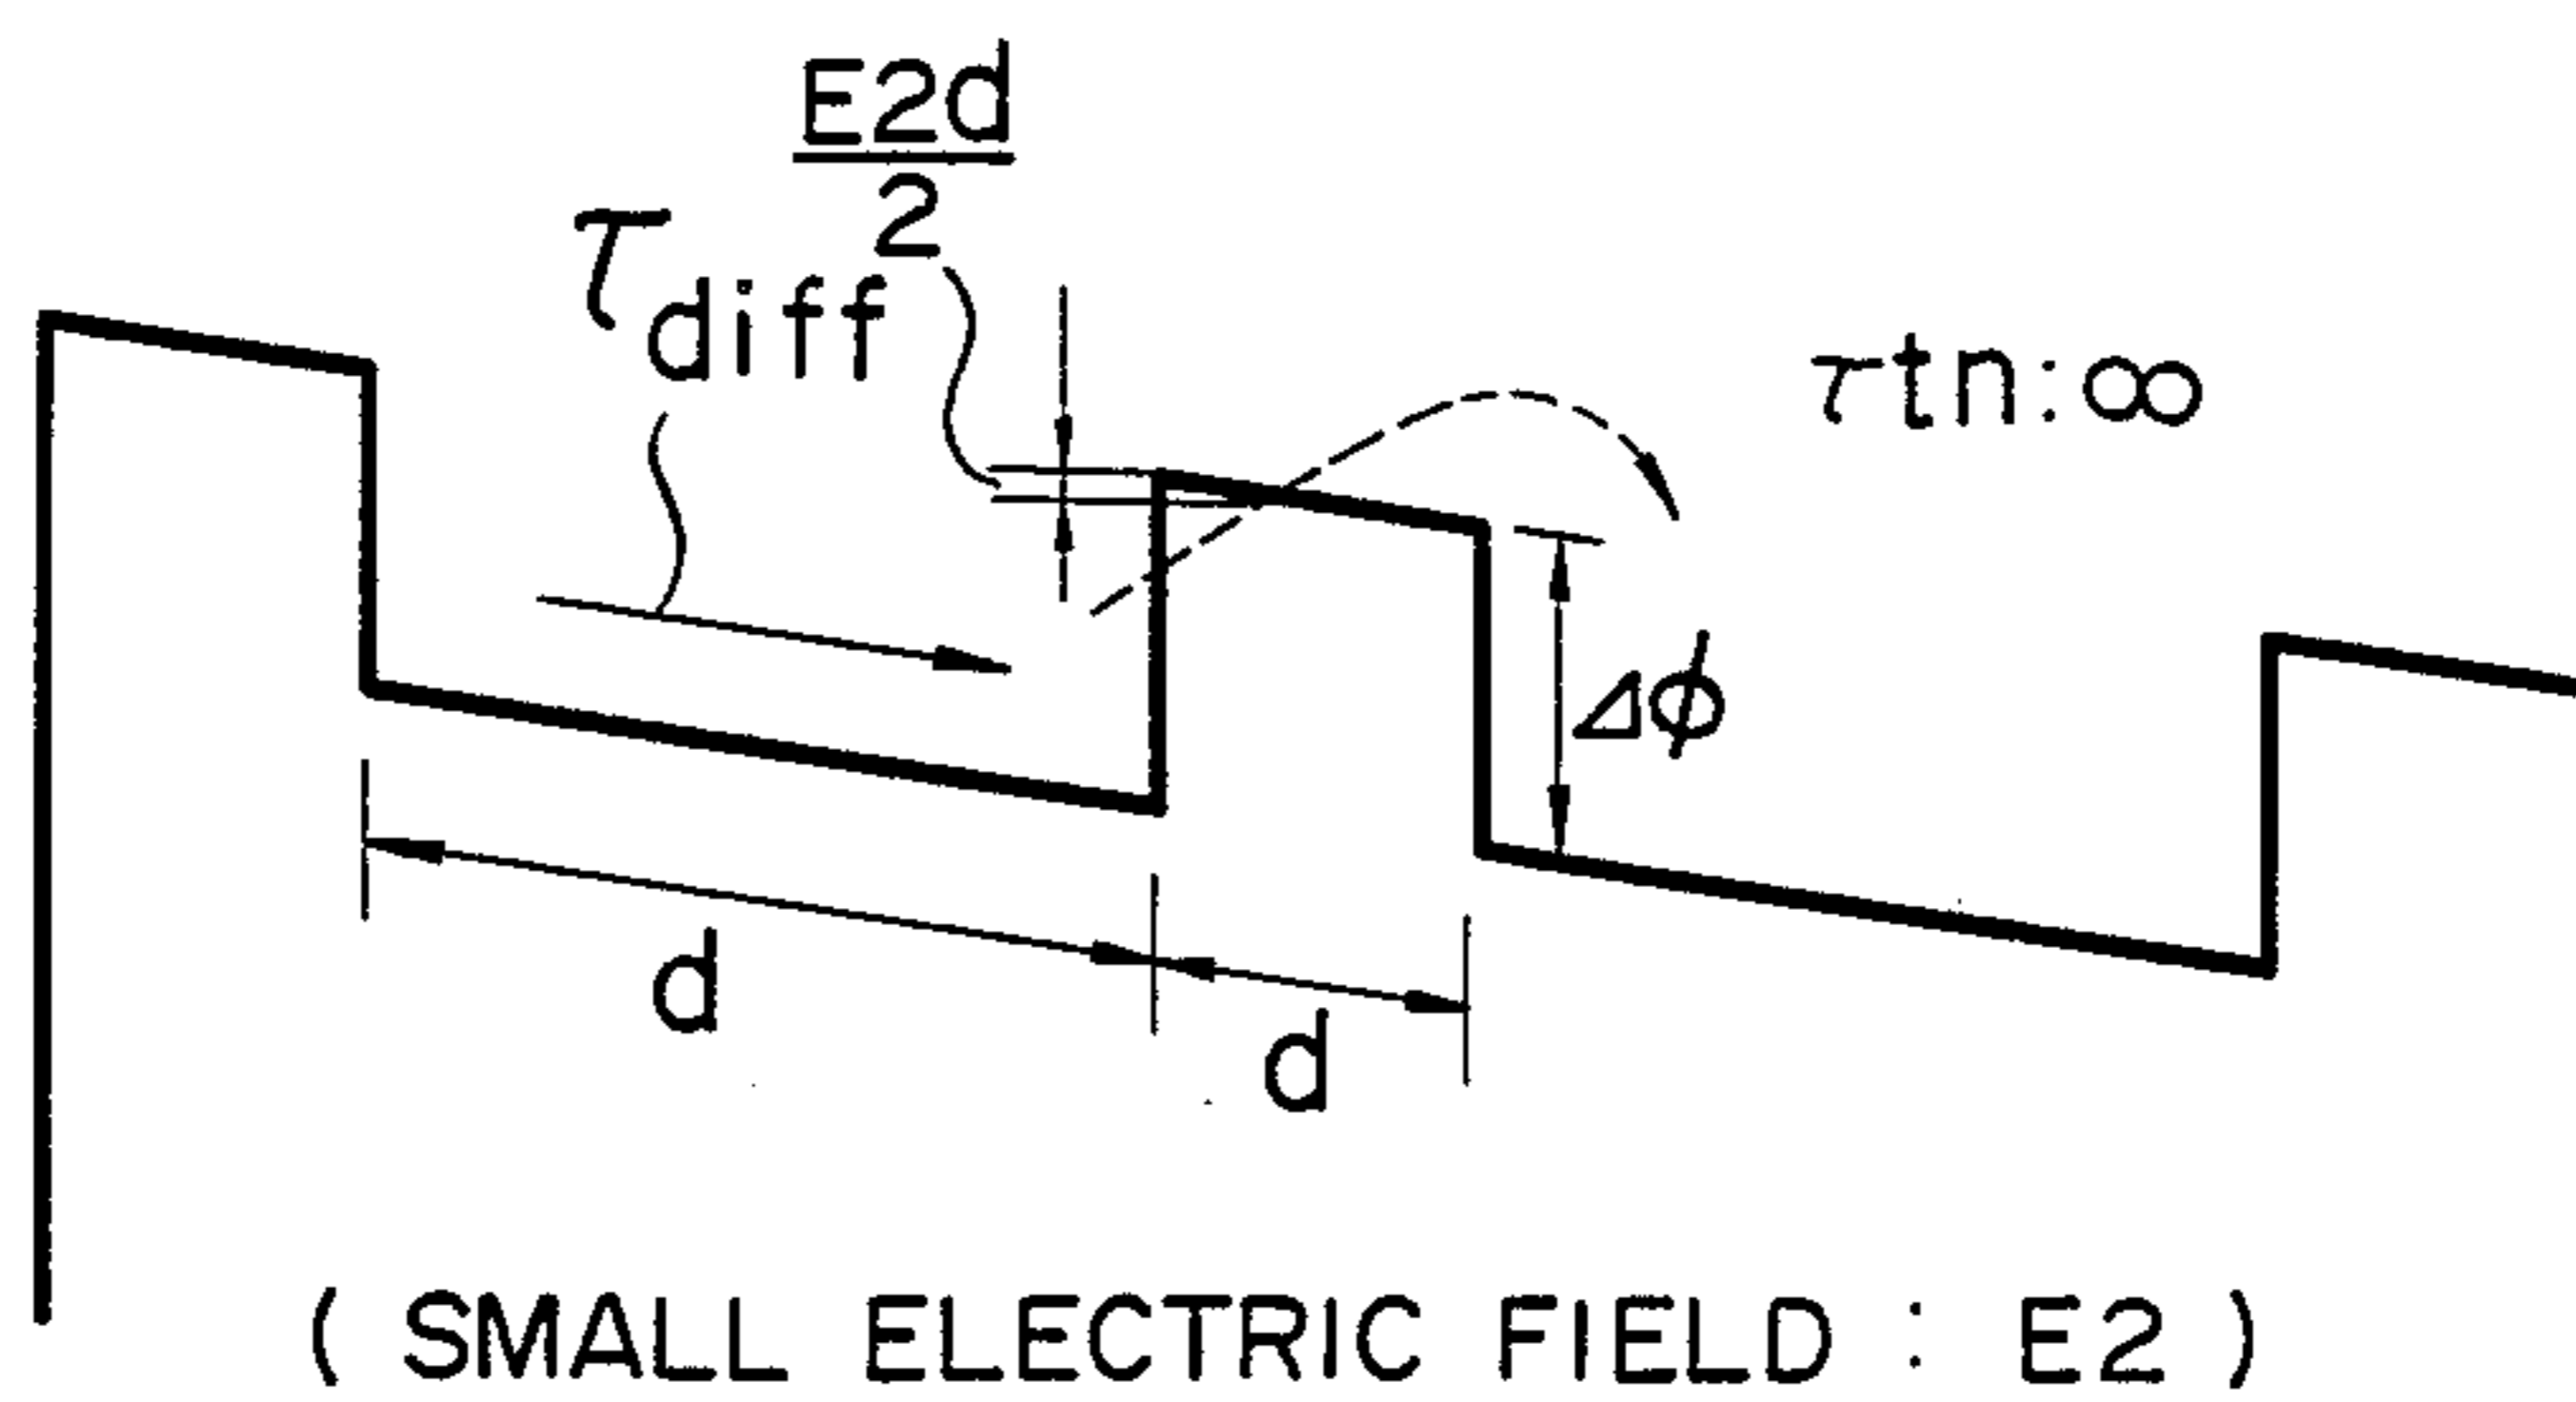 E2d
2
τdiff
τtn:∞
Δϕ
d
d
( SMALL ELECTRIC FIELD : E2 )